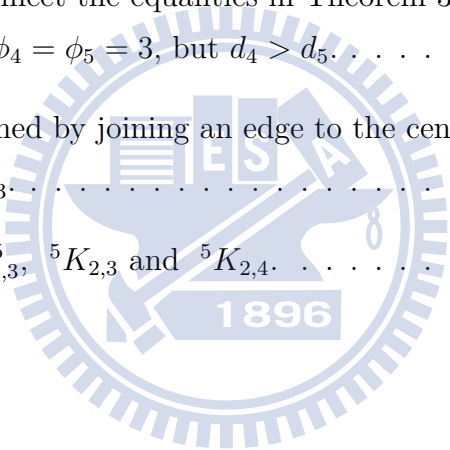 meet the equalities in Theorem 3
ϕ₄ = ϕ₅ = 3, but d₄ > d₅. . . . .
ned by joining an edge to the cen
₃. . . . . . . . . . . . . . . . . .
⁵,₃, ⁵K₂,₃ and ⁵K₂,₄. . . . . . .
E S A
1896